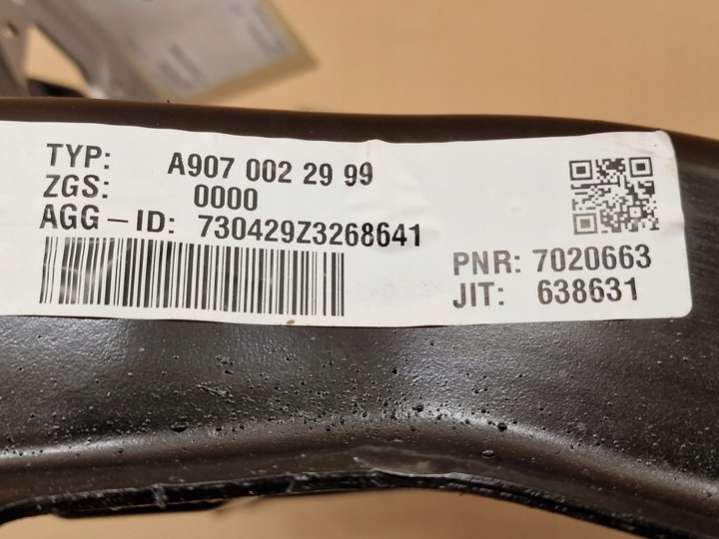 TYP: A907 002 29 99
ZGS: 0000
AGG-ID: 730429Z3268641
PNR: 7020663
JIT: 638631